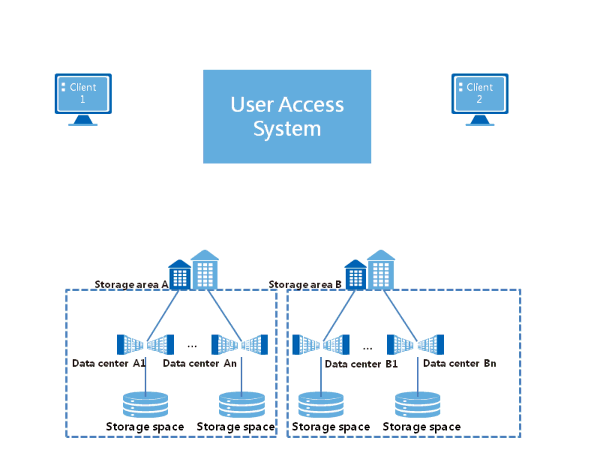 Client
1
User Access
System
Client
2
Storage area A
Storage area B
...
...
Data center A1
Data center An
Data center B1
Data center Bn
Storage space
Storage space
Storage space
Storage space